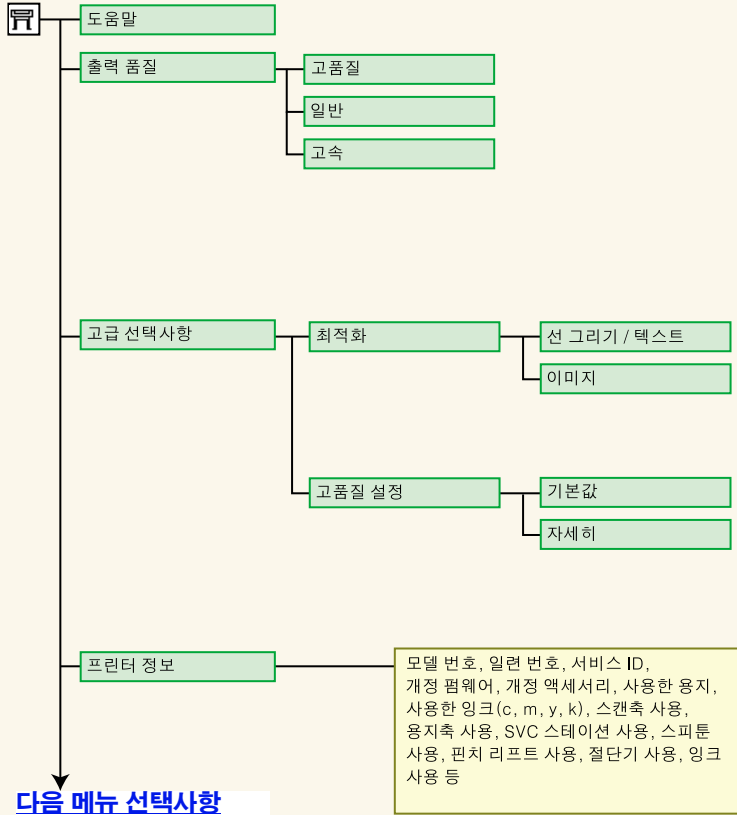 도움말
출력 품질
고품질
일반
고속
고급 선택사항
최적화
선 그리기 / 텍스트
이미지
고품질 설정
기본값
자세히
프린터 정보
모델 번호, 일련 번호, 서비스 ID,
개정 펌웨어, 개정 액세서리, 사용한 용지,
사용한 잉크(c, m, y, k), 스캔축 사용,
용지축 사용, SVC 스테이션 사용, 스피툰
사용, 핀치 리프트 사용, 절단기 사용, 잉크
사용 등
다음 메뉴 선택사항